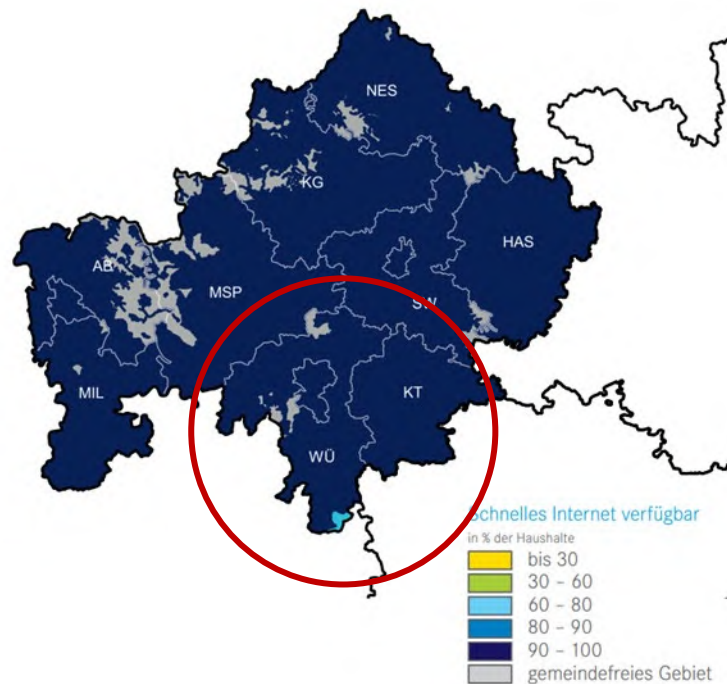 NES
KG
HAS
AB
MSP
SW
MIL
KT
WÜ
Schnelles Internet verfügbar
in % der Haushalte
bis 30
30 – 60
60 – 80
80 – 90
90 – 100
gemeindefreies Gebiet